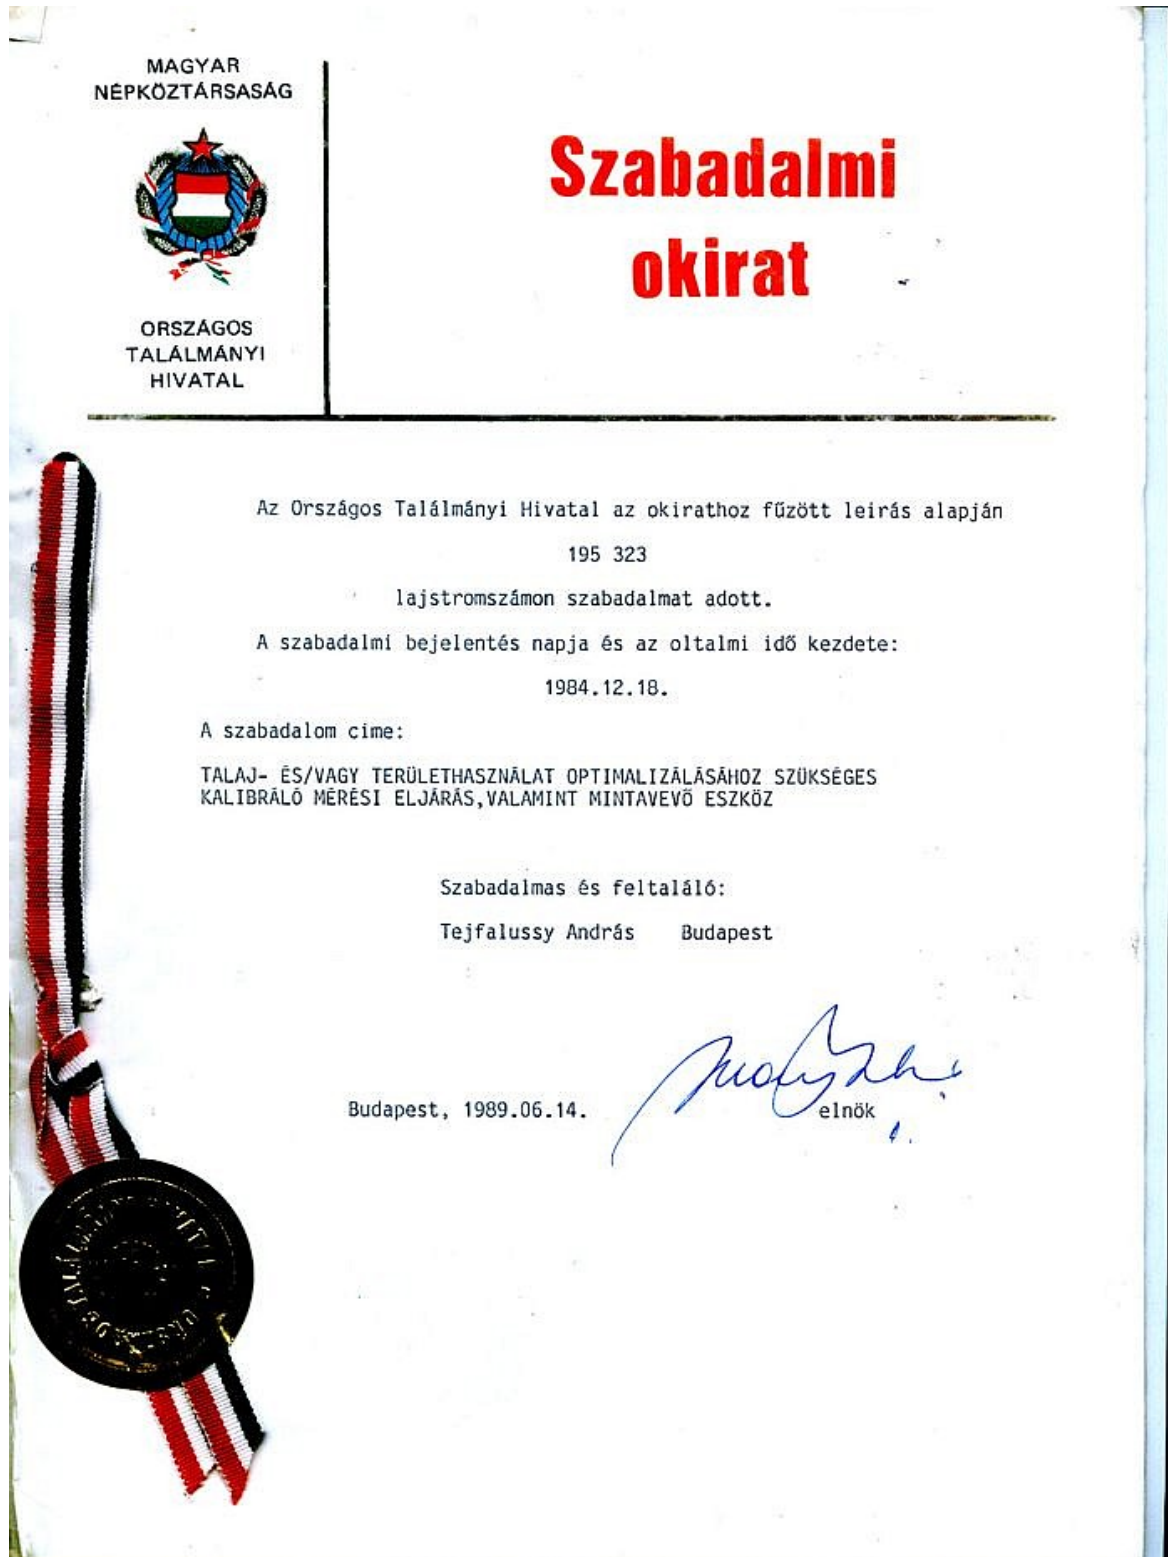 MAGYAR
NÉPKÖZTÁRSASÁG
ORSZÁGOS
TALÁLMÁNYI
HIVATAL
Szabadalmi
okirat
Az Országos Találmányi Hivatal az okirathoz fűzött leirás alapján
195 323
lajstromszámon szabadalmat adott.
A szabadalmi bejelentés napja és az oltalmi idő kezdete:
1984.12.18.
A szabadalom cime:
TALAJ- ÉS/VAGY TERÜLETHASZNÁLAT OPTIMALIZÁLÁSÁHOZ SZÜKSÉGES
KALIBRÁLÓ MÉRÉSI ELJÁRÁS,VALAMINT MINTAVEVŐ ESZKÖZ
Szabadalmas és feltaláló:
Tejfalussy András Budapest
Budapest, 1989.06.14.
elnök